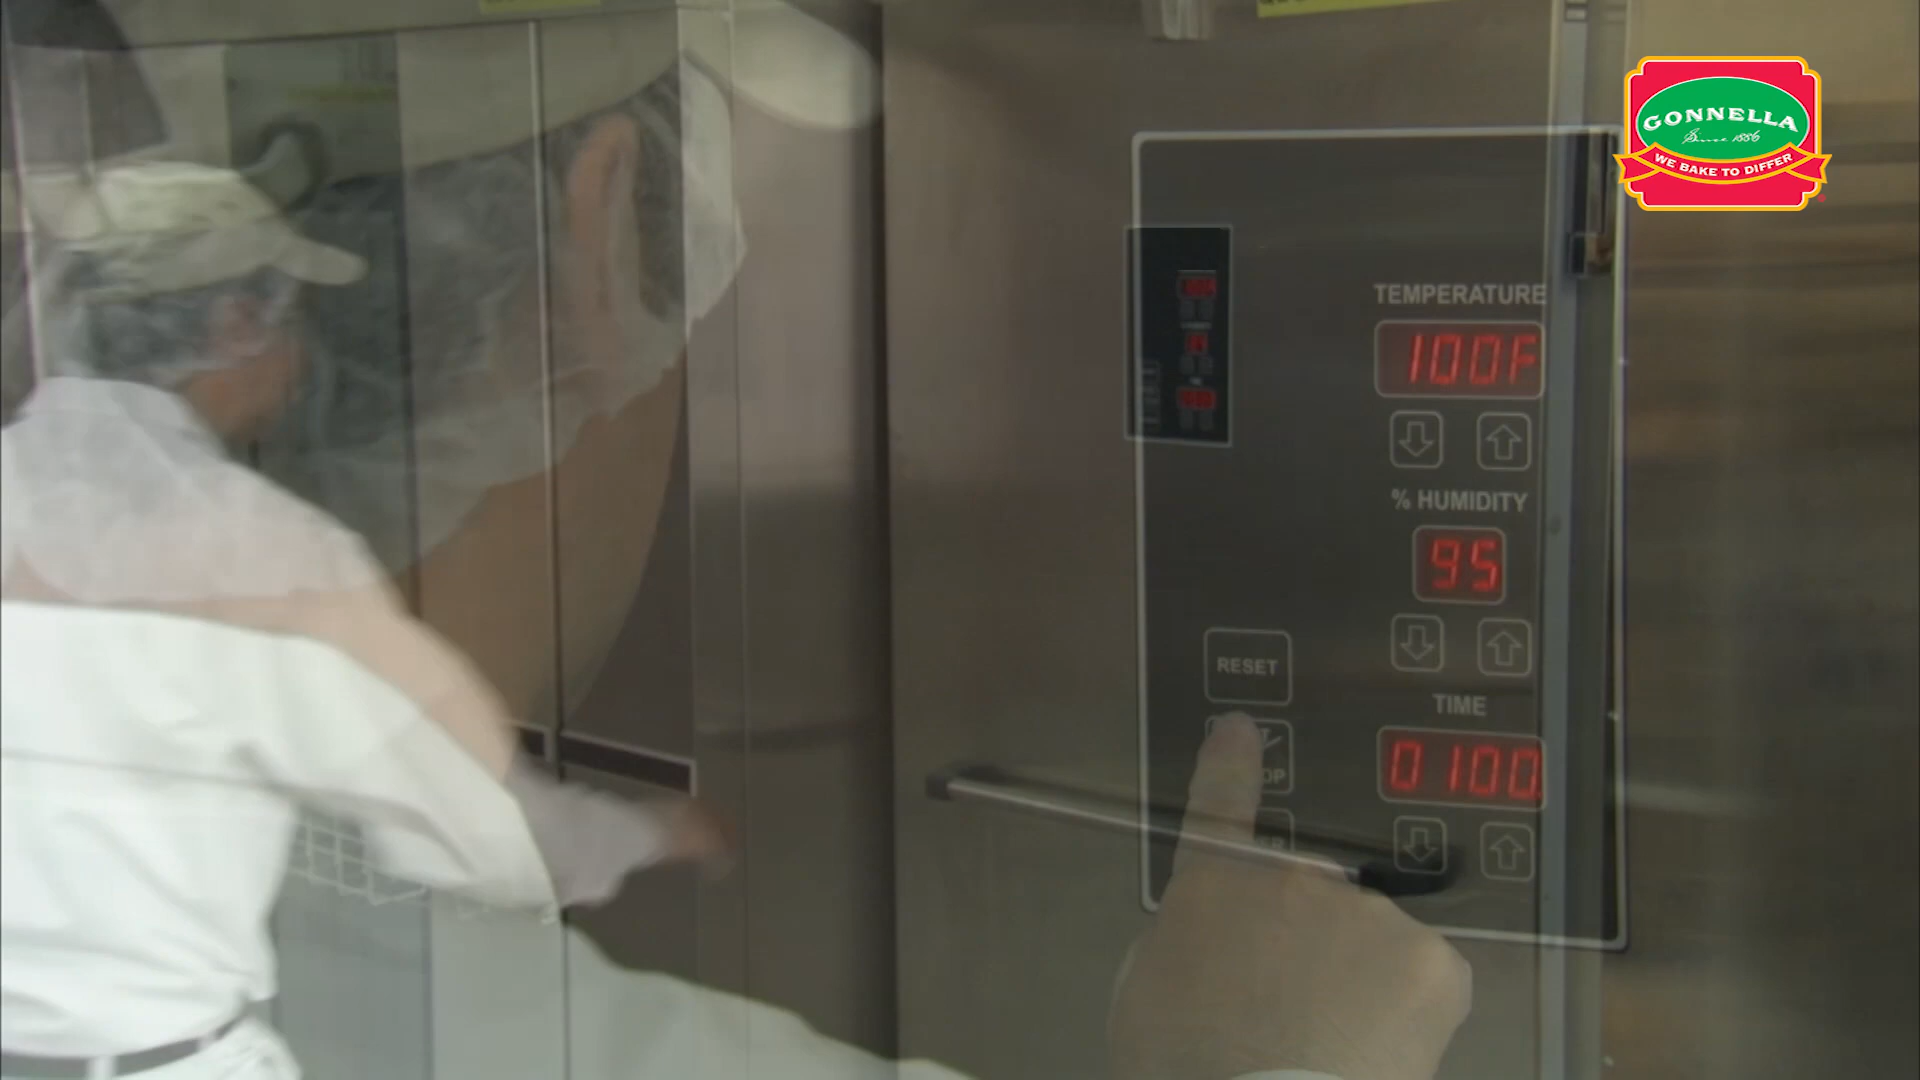 GONNELLA
Since 1886
WE BAKE TO DIFFER
TEMPERATURE
100F
% HUMIDITY
95
RESET
TIME
0100